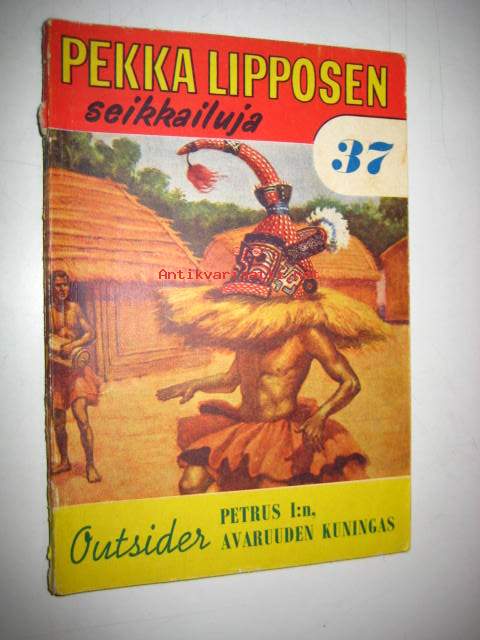 PEKKA LIPPOSEN
seikkailuja
37
Outsider
PETRUS I:n,
AVARUUDEN KUNINGAS